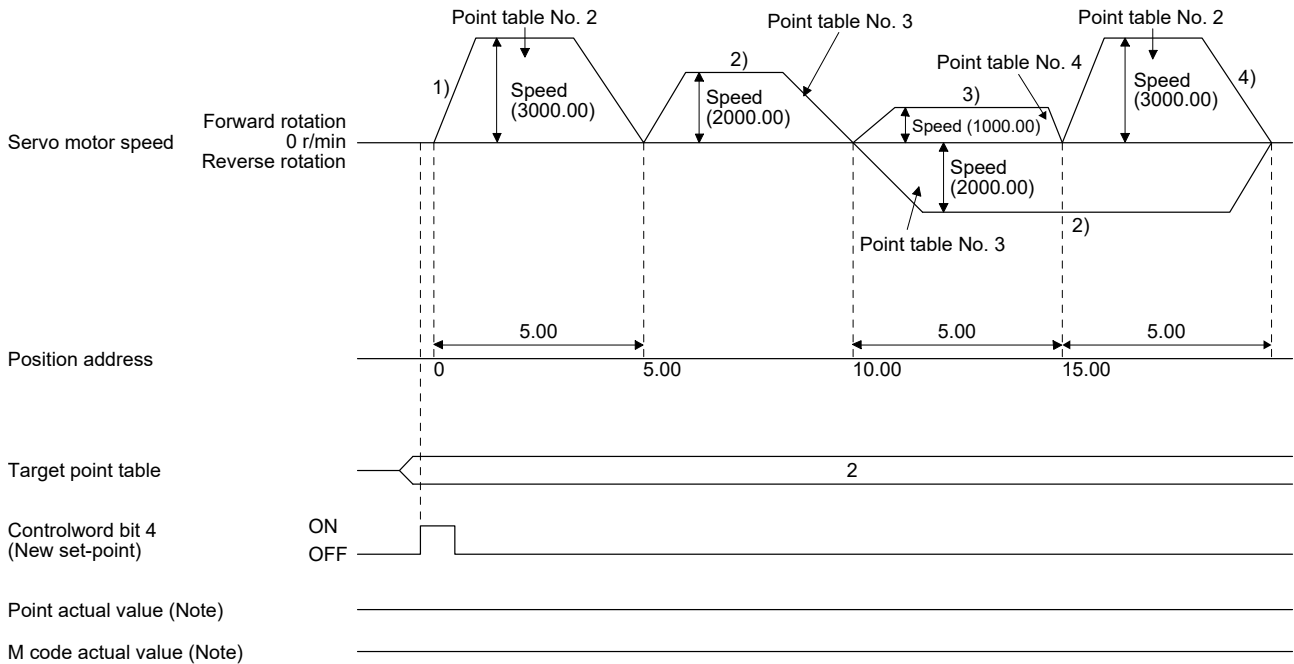 Point table No. 2
Point table No. 3
Point table No. 2
1)
2)
Point table No. 4
3)
4)
Speed
(3000.00)
Speed
(2000.00)
Speed (1000.00)
Speed
(3000.00)
Servo motor speed
Forward rotation
0 r/min
Reverse rotation
Speed
(2000.00)
2)
Point table No. 3
5.00
5.00
5.00
Position address
0
5.00
10.00
15.00
Target point table
2
Controlword bit 4
(New set-point)
ON
OFF
Point actual value (Note)
M code actual value (Note)